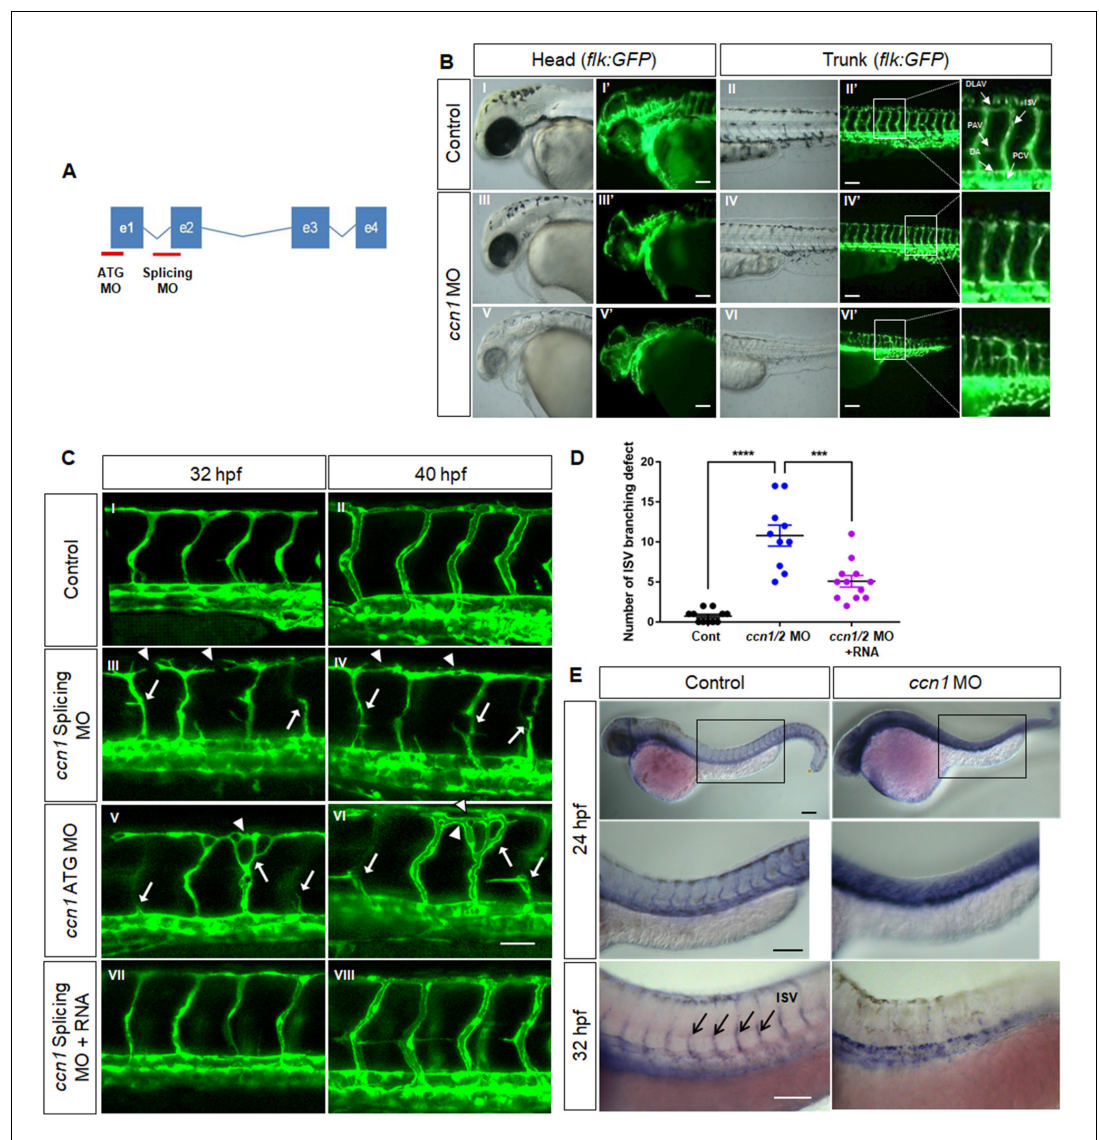 A
e1 e2 e3 e4
ATG MO
Splicing MO
B
Head (flk:GFP) Trunk (flk:GFP)
Control
ccn1 MO
I I' II II'
DLAV
ISV
PAV
DA
PCV
III III' IV IV'
V V' VI VI'
C
32 hpf 40 hpf
Control
I II
ccn1 Splicing MO
III IV
ccn1 ATG MO
V VI
ccn1 Splicing MO + RNA
VII VIII
D
Number of ISV branching defect
20
15
10
5
0
**** ***
Cont ccn1/2 MO ccn1/2 MO
+RNA
E
Control ccn1 MO
24 hpf
32 hpf
ISV